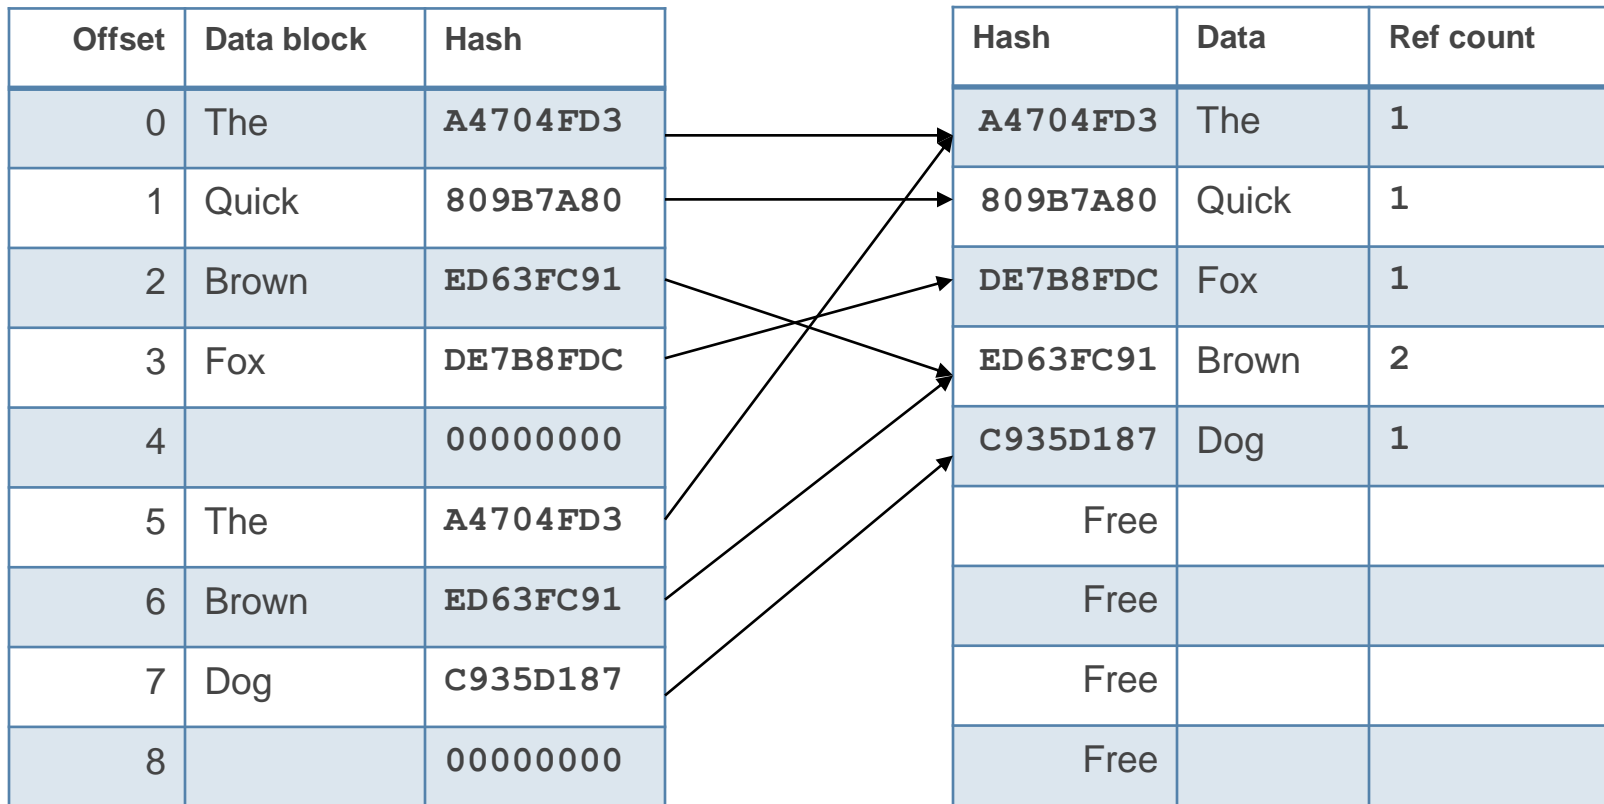 Offset Data block Hash
0 The A4704FD3
1 Quick 809B7A80
2 Brown ED63FC91
3 Fox DE7B8FDC
4 00000000
5 The A4704FD3
6 Brown ED63FC91
7 Dog C935D187
8 00000000
Hash Data Ref count
A4704FD3 The 1
809B7A80 Quick 1
DE7B8FDC Fox 1
ED63FC91 Brown 2
C935D187 Dog 1
Free
Free
Free
Free